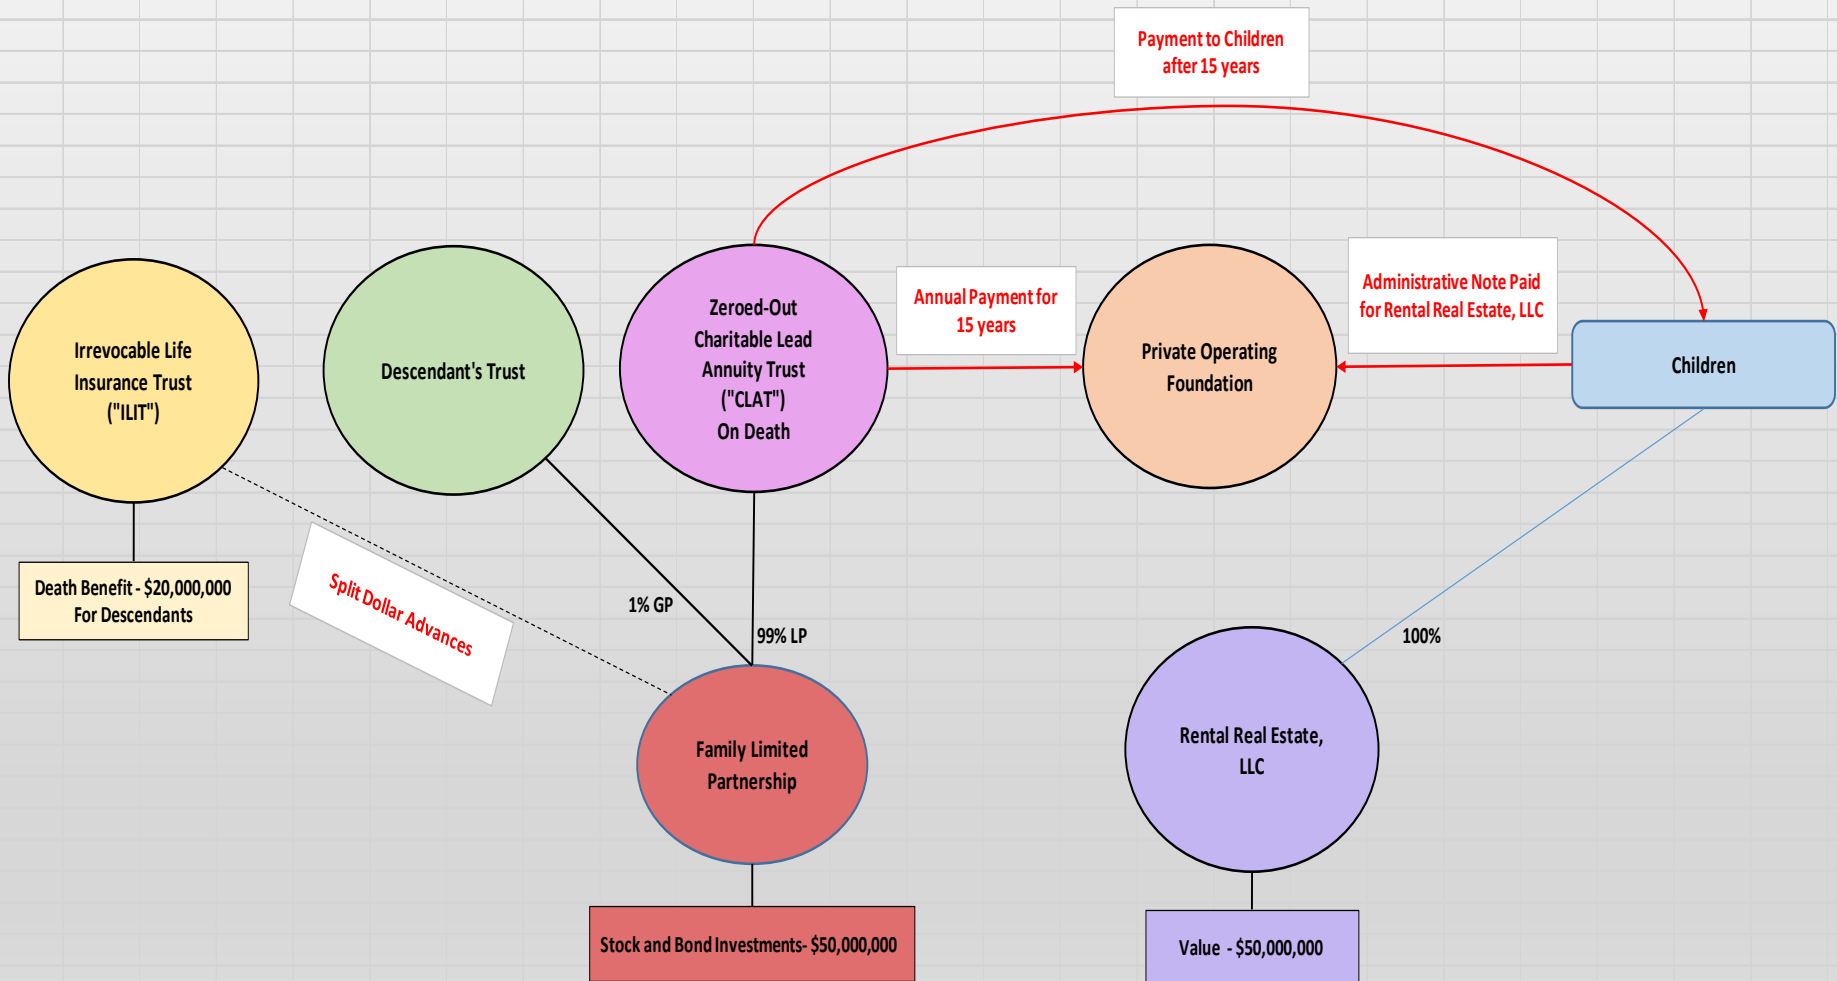 Payment to Children
after 15 years
Irrevocable Life
Insurance Trust
("ILIT")
Descendant's Trust
Zeroed-Out
Charitable Lead
Annuity Trust
("CLAT")
On Death
Annual Payment for
15 years
Private Operating
Foundation
Administrative Note Paid
for Rental Real Estate, LLC
Children
Death Benefit - $20,000,000
For Descendants
Split Dollar Advances
1% GP
99% LP
100%
Family Limited
Partnership
Rental Real Estate,
LLC
Stock and Bond Investments- $50,000,000
Value - $50,000,000